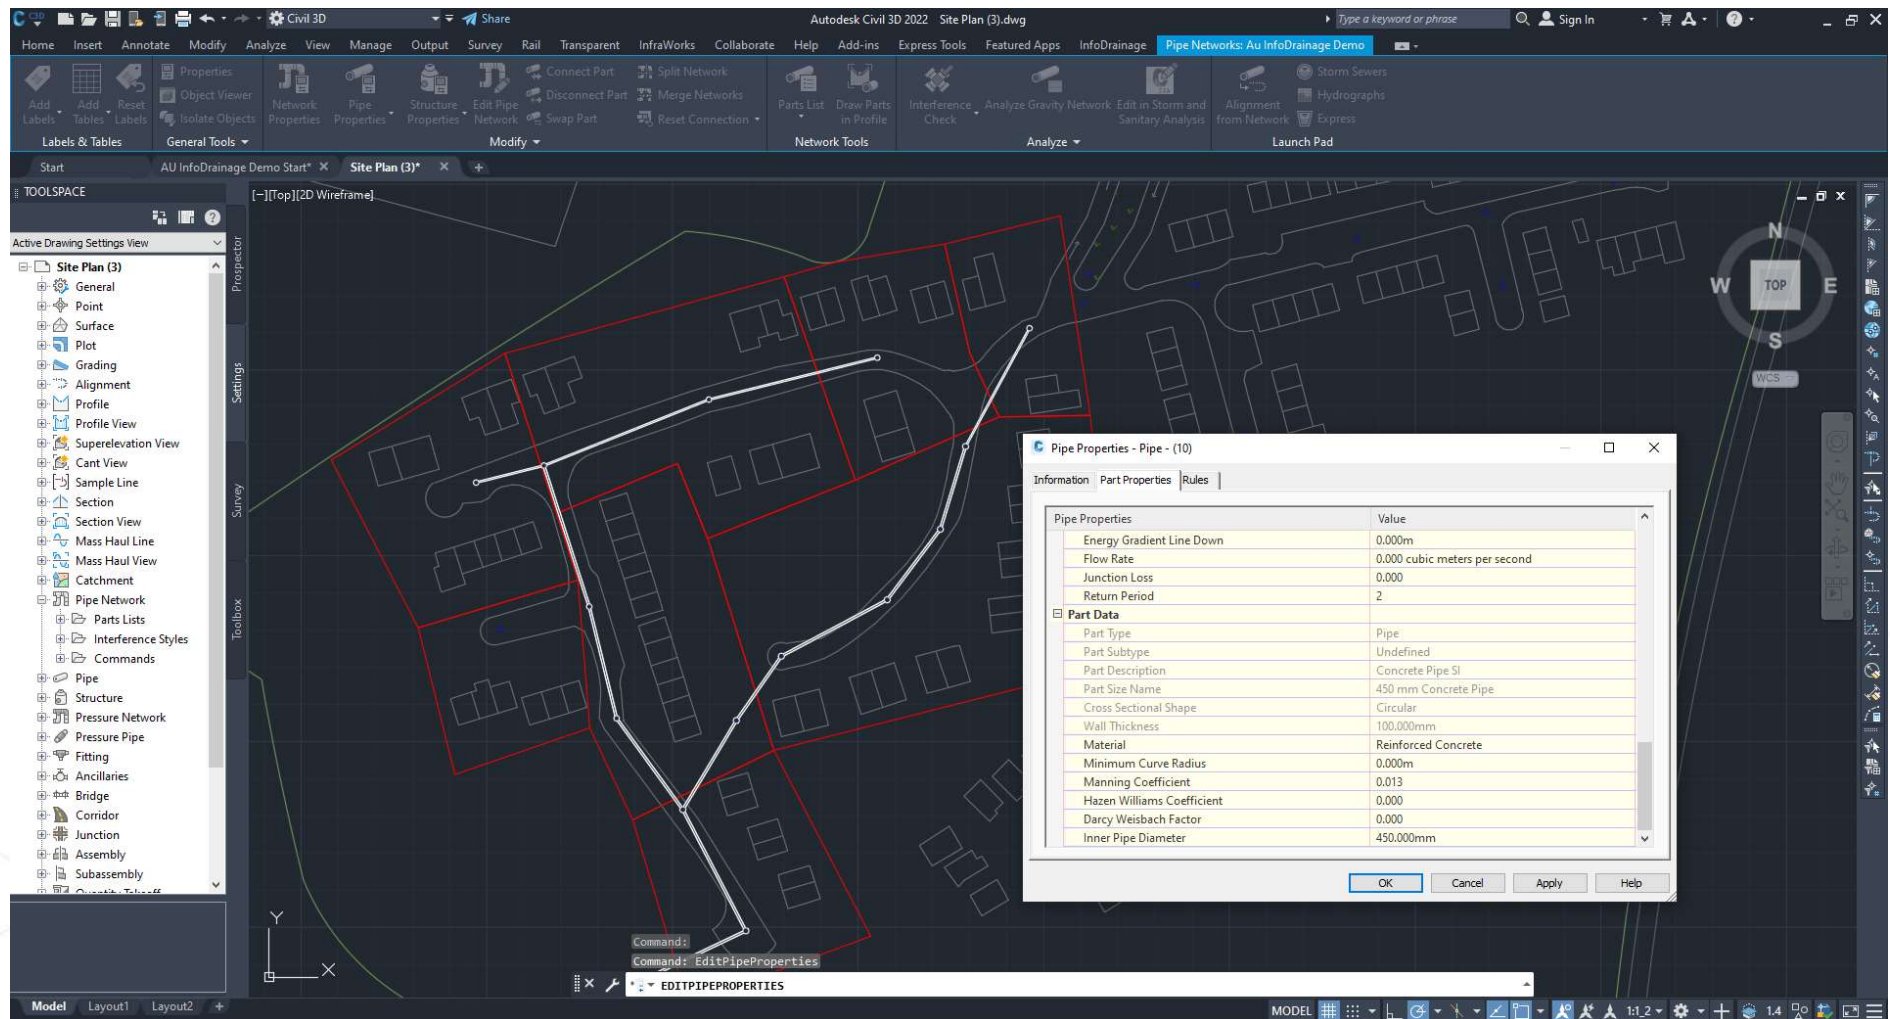 C3D Civil 3D Share Autodesk Civil 3D 2022 Site Plan (3).dwg Type a keyword or phrase Sign In
Home Insert Annotate Modify Analyze View Manage Output Survey Rail Transparent InfraWorks Collaborate Help Add-ins Express Tools Featured Apps InfoDrainage Pipe Networks: Au InfoDrainage Demo
Add Labels
Add Tables
Reset Labels
Properties
Object Viewer
Isolate Objects
Network Properties
Pipe Properties
Structure Properties
Edit Pipe Network
Connect Part
Disconnect Part
Swap Part
Split Network
Merge Networks
Reset Connection
Parts List
Draw Parts in Profile
Interference Check
Analyze Gravity Network
Edit in Storm and Sanitary Analysis
Alignment from Network
Storm Sewers
Hydrographs
Express
Labels & Tables General Tools Modify Network Tools Analyze Launch Pad
Start AU InfoDrainage Demo Start* Site Plan (3)*
TOOLSPACE
Active Drawing Settings View
Site Plan (3)
General
Point
Surface
Plot
Grading
Alignment
Profile
Profile View
Superelevation View
Cant View
Sample Line
Section
Section View
Mass Haul Line
Mass Haul View
Catchment
Pipe Network
Parts Lists
Interference Styles
Commands
Pipe
Structure
Pressure Network
Pressure Pipe
Fitting
Ancillaries
Bridge
Corridor
Junction
Assembly
Subassembly
Quantity Takeoff
Prospector
Settings
Survey
Toolbox
[−][Top][2D Wireframe]
N
W TOP E
S
WCS
Pipe Properties - Pipe - (10)
Information Part Properties Rules
Pipe Properties Value
Energy Gradient Line Down 0.000m
Flow Rate 0.000 cubic meters per second
Junction Loss 0.000
Return Period 2
Part Data
Part Type Pipe
Part Subtype Undefined
Part Description Concrete Pipe SI
Part Size Name 450 mm Concrete Pipe
Cross Sectional Shape Circular
Wall Thickness 100.000mm
Material Reinforced Concrete
Minimum Curve Radius 0.000m
Manning Coefficient 0.013
Hazen Williams Coefficient 0.000
Darcy Weisbach Factor 0.000
Inner Pipe Diameter 450.000mm
OK Cancel Apply Help
Y
X
Command:
Command: EditPipeProperties
EDITPIPEPROPERTIES
Model Layout1 Layout2 +
MODEL 1:1_2 1.4